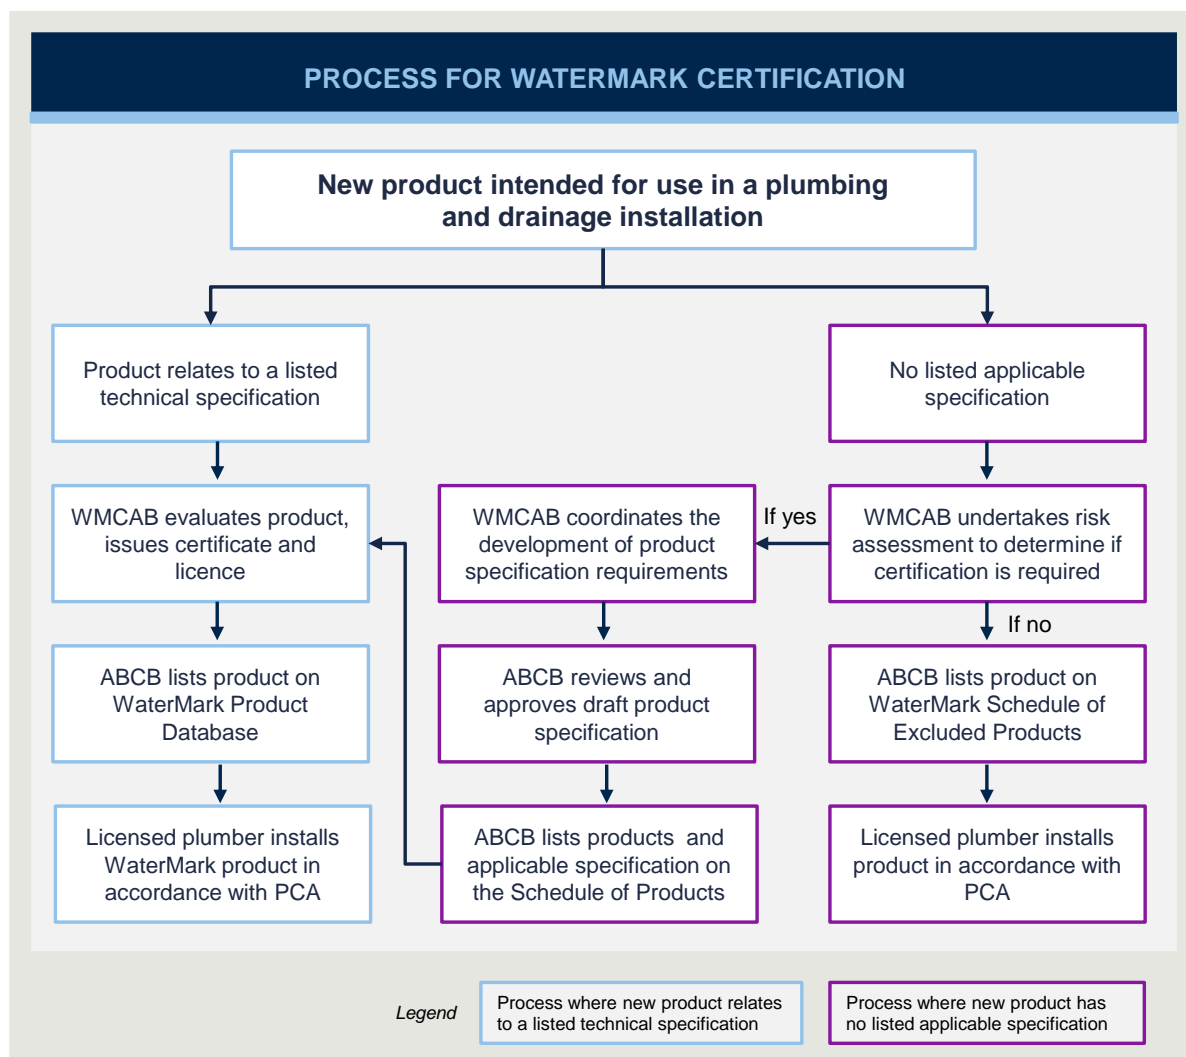 PROCESS FOR WATERMARK CERTIFICATION
New product intended for use in a plumbing
and drainage installation
Product relates to a listed
technical specification
No listed applicable
specification
WMCAB evaluates product,
issues certificate and
licence
WMCAB coordinates the
development of product
specification requirements
If yes
WMCAB undertakes risk
assessment to determine if
certification is required
If no
ABCB lists product on
WaterMark Product
Database
ABCB reviews and
approves draft product
specification
ABCB lists product on
WaterMark Schedule of
Excluded Products
Licensed plumber installs
WaterMark product in
accordance with PCA
ABCB lists products and
applicable specification on
the Schedule of Products
Licensed plumber installs
product in accordance with
PCA
Legend
Process where new product relates
to a listed technical specification
Process where new product has
no listed applicable specification